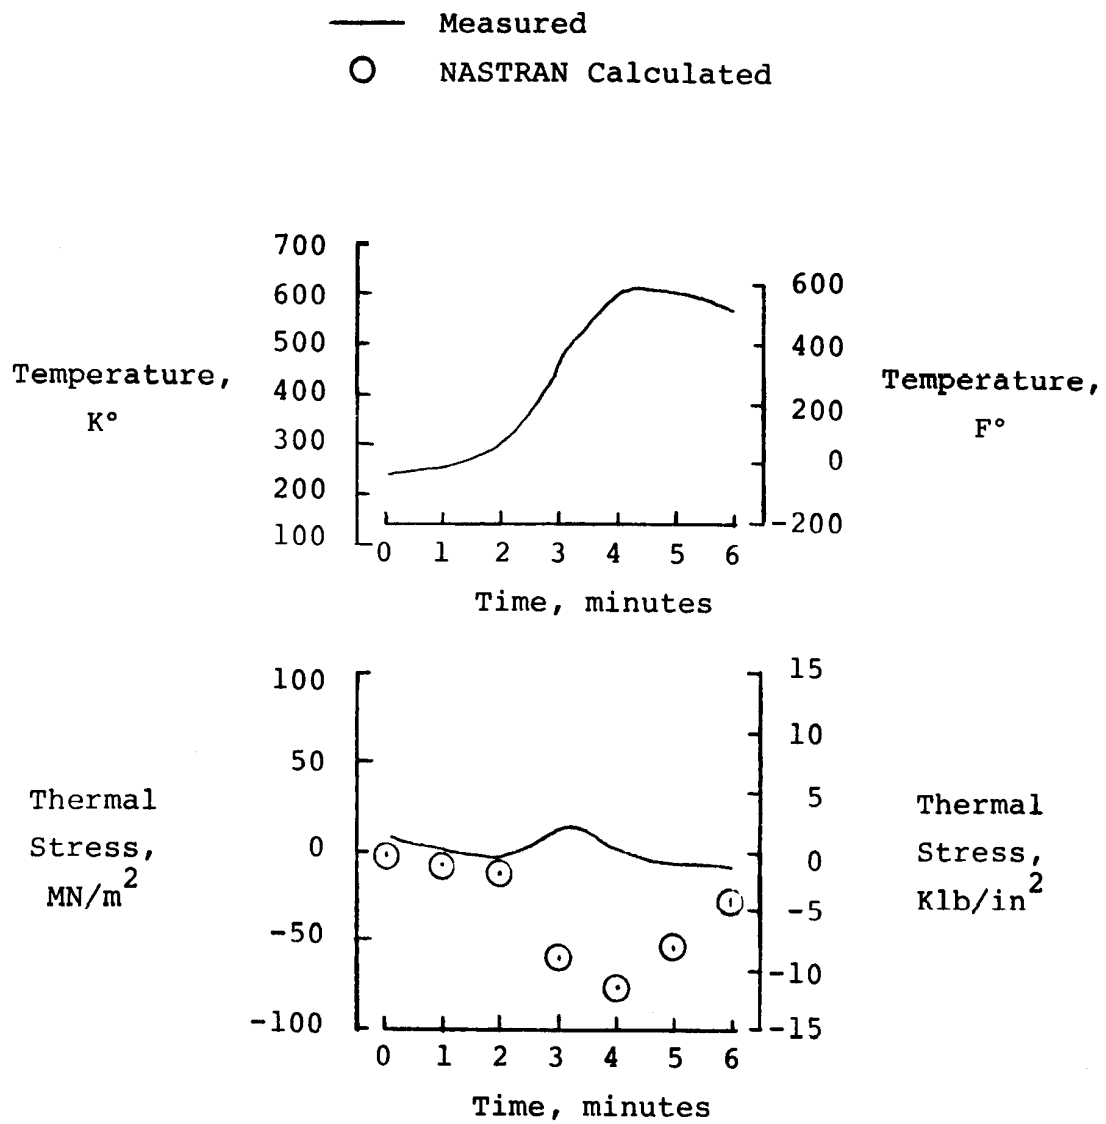 Measured
NASTRAN Calculated
700
600
500
400
300
200
100
Temperature,
K°
600
400
200
0
-200
Temperature,
F°
0 1 2 3 4 5 6
Time, minutes
100
50
0
-50
-100
Thermal
Stress,
MN/m²
15
10
5
0
-5
-10
-15
Thermal
Stress,
Klb/in²
0 1 2 3 4 5 6
Time, minutes